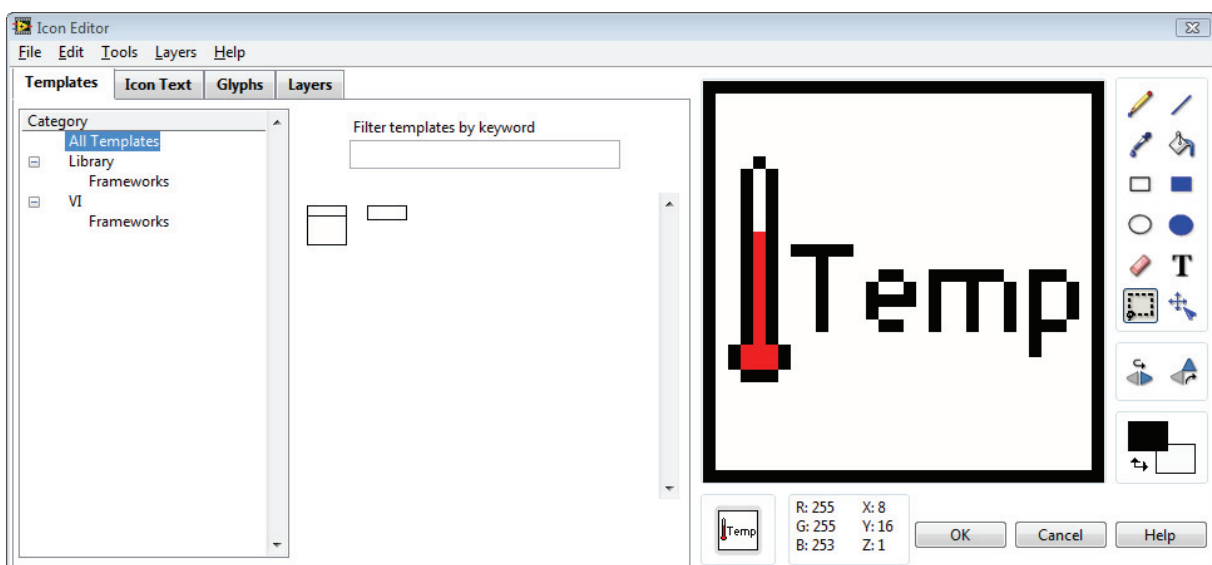 Icon Editor
File Edit Tools Layers Help
Templates Icon Text Glyphs Layers
Category
All Templates
Library
Frameworks
VI
Frameworks
Filter templates by keyword
Temp
T
Temp
R: 255 X: 8
G: 255 Y: 16
B: 253 Z: 1
OK Cancel Help